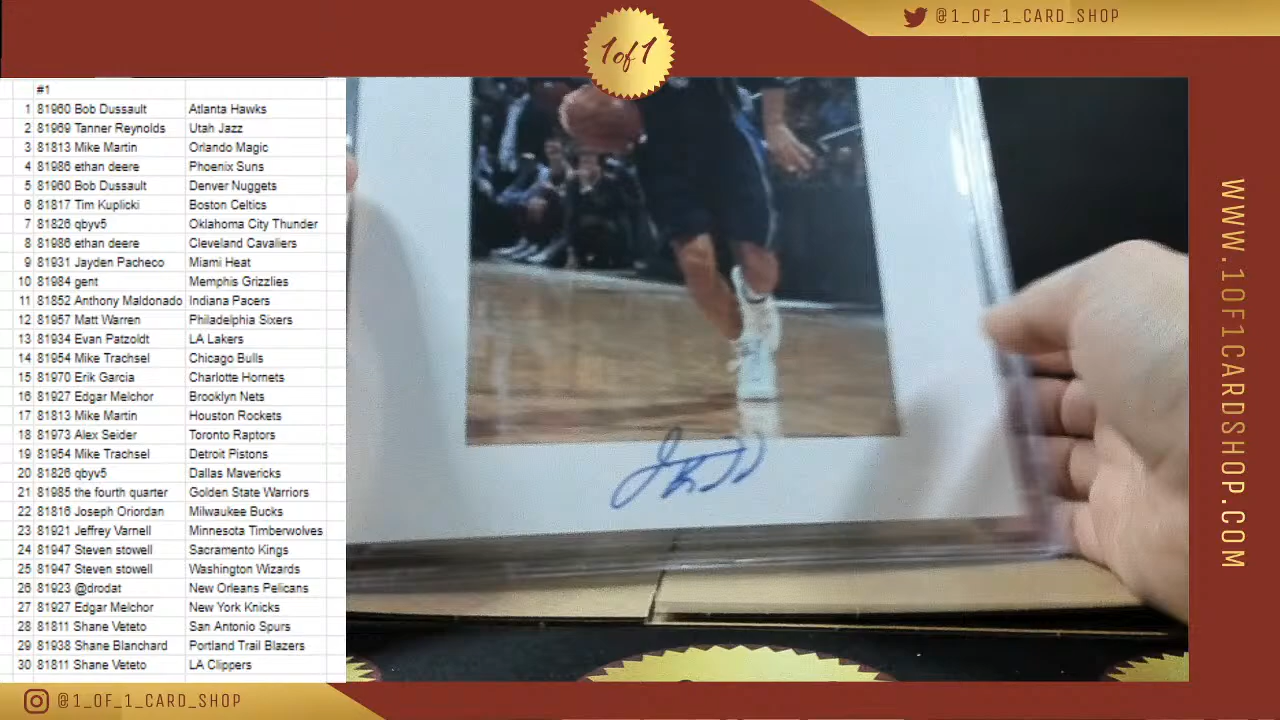 @1_OF_1_CARD_SHOP
1 of 1
#1
1 81960 Bob Dussault Atlanta Hawks
2 81969 Tanner Reynolds Utah Jazz
3 81813 Mike Martin Orlando Magic
4 81986 ethan deere Phoenix Suns
5 81960 Bob Dussault Denver Nuggets
6 81817 Tim Kuplicki Boston Celtics
7 81826 qbyv5 Oklahoma City Thunder
8 81986 ethan deere Cleveland Cavaliers
9 81931 Jayden Pacheco Miami Heat
10 81984 gent Memphis Grizzlies
11 81852 Anthony Maldonado Indiana Pacers
12 81957 Matt Warren Philadelphia Sixers
13 81934 Evan Patzoldt LA Lakers
14 81954 Mike Trachsel Chicago Bulls
15 81970 Erik Garcia Charlotte Hornets
16 81927 Edgar Melchor Brooklyn Nets
17 81813 Mike Martin Houston Rockets
18 81973 Alex Seider Toronto Raptors
19 81954 Mike Trachsel Detroit Pistons
20 81826 qbyv5 Dallas Mavericks
21 81985 the fourth quarter Golden State Warriors
22 81816 Joseph Oriordan Milwaukee Bucks
23 81921 Jeffrey Varnell Minnesota Timberwolves
24 81947 Steven stowell Sacramento Kings
25 81947 Steven stowell Washington Wizards
26 81923 @drodat New Orleans Pelicans
27 81927 Edgar Melchor New York Knicks
28 81811 Shane Veteto San Antonio Spurs
29 81938 Shane Blanchard Portland Trail Blazers
30 81811 Shane Veteto LA Clippers
WWW.1OF1CARDSHOP.COM
@1_OF_1_CARD_SHOP